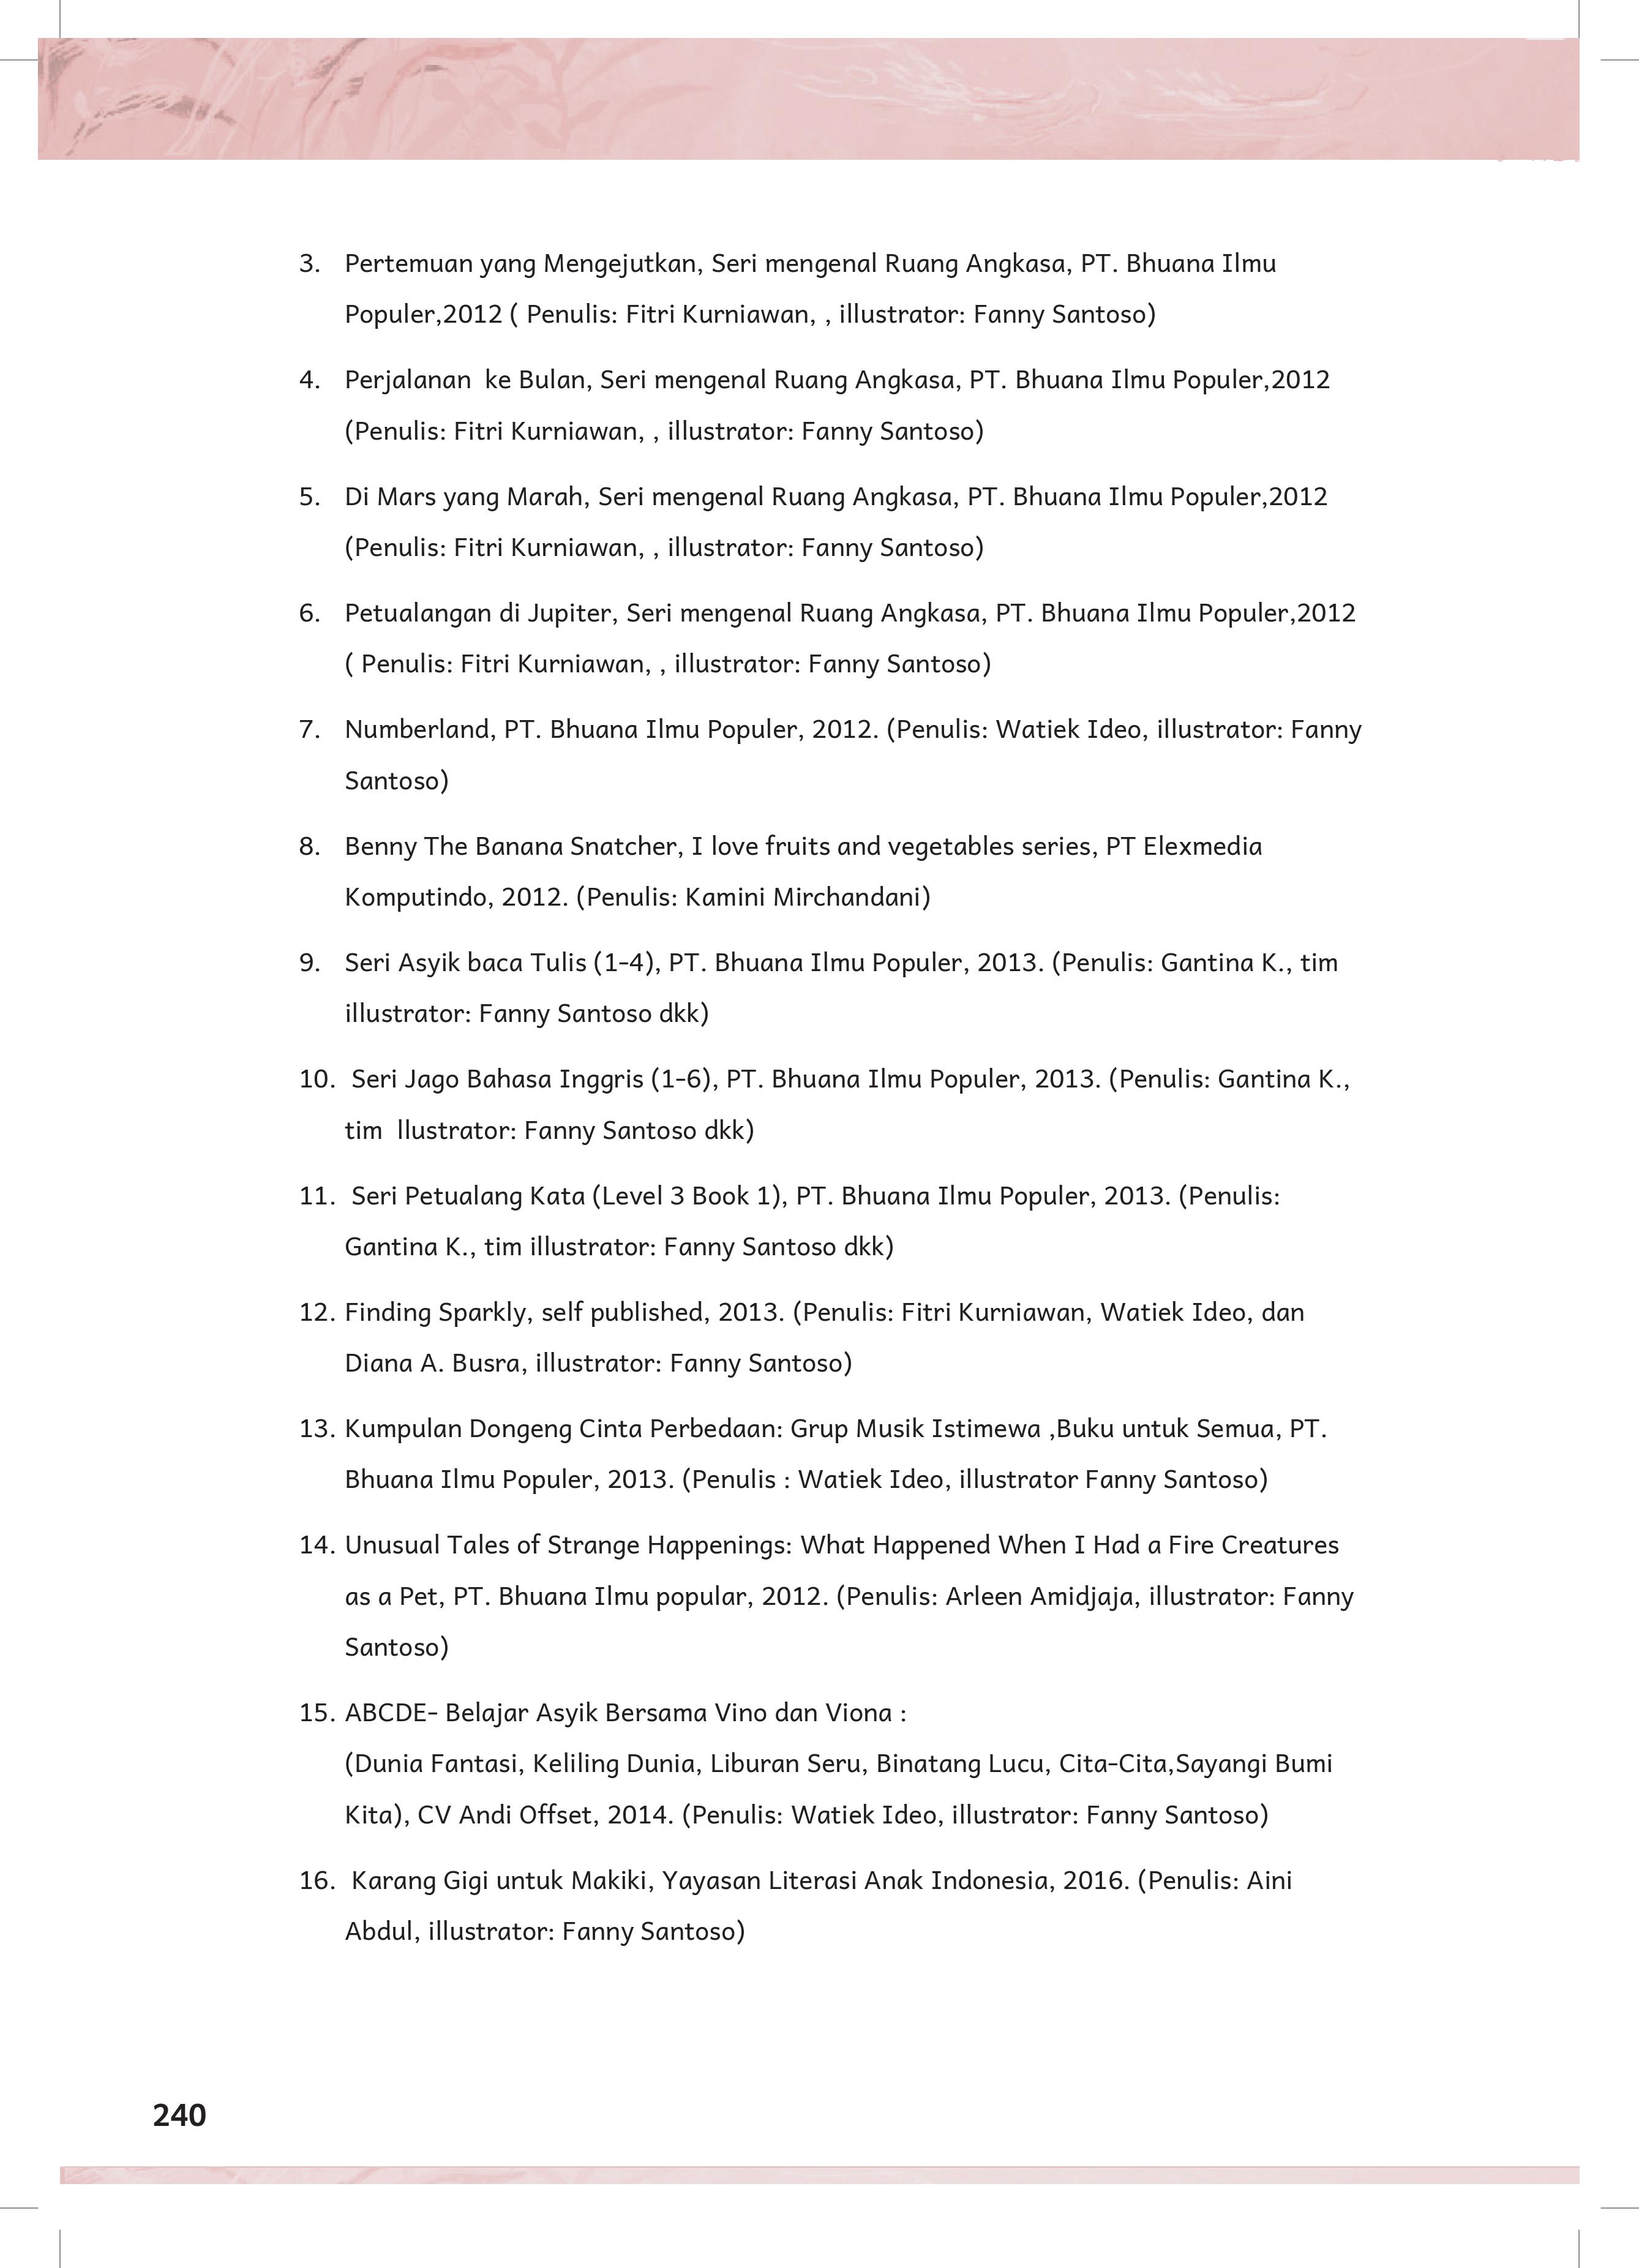 3. Pertemuan yang Mengejutkan, Seri mengenal Ruang Angkasa, PT. Bhuana Ilmu
Populer,2012 ( Penulis: Fitri Kurniawan, , illustrator: Fanny Santoso)
4. Perjalanan  ke Bulan, Seri mengenal Ruang Angkasa, PT. Bhuana Ilmu Populer,2012
(Penulis: Fitri Kurniawan, , illustrator: Fanny Santoso)
5. Di Mars yang Marah, Seri mengenal Ruang Angkasa, PT. Bhuana Ilmu Populer,2012
(Penulis: Fitri Kurniawan, , illustrator: Fanny Santoso)
6. Petualangan di Jupiter, Seri mengenal Ruang Angkasa, PT. Bhuana Ilmu Populer,2012
( Penulis: Fitri Kurniawan, , illustrator: Fanny Santoso)
7. Numberland, PT. Bhuana Ilmu Populer, 2012. (Penulis: Watiek Ideo, illustrator: Fanny
Santoso)
8. Benny The Banana Snatcher, I love fruits and vegetables series, PT Elexmedia
Komputindo, 2012. (Penulis: Kamini Mirchandani)
9. Seri Asyik baca Tulis (1-4), PT. Bhuana Ilmu Populer, 2013. (Penulis: Gantina K., tim
illustrator: Fanny Santoso dkk)
10. Seri Jago Bahasa Inggris (1-6), PT. Bhuana Ilmu Populer, 2013. (Penulis: Gantina K.,
tim  llustrator: Fanny Santoso dkk)
11. Seri Petualang Kata (Level 3 Book 1), PT. Bhuana Ilmu Populer, 2013. (Penulis:
Gantina K., tim illustrator: Fanny Santoso dkk)
12. Finding Sparkly, self published, 2013. (Penulis: Fitri Kurniawan, Watiek Ideo, dan
Diana A. Busra, illustrator: Fanny Santoso)
13. Kumpulan Dongeng Cinta Perbedaan: Grup Musik Istimewa ,Buku untuk Semua, PT.
Bhuana Ilmu Populer, 2013. (Penulis : Watiek Ideo, illustrator Fanny Santoso)
14. Unusual Tales of Strange Happenings: What Happened When I Had a Fire Creatures
as a Pet, PT. Bhuana Ilmu popular, 2012. (Penulis: Arleen Amidjaja, illustrator: Fanny
Santoso)
15. ABCDE- Belajar Asyik Bersama Vino dan Viona :
(Dunia Fantasi, Keliling Dunia, Liburan Seru, Binatang Lucu, Cita-Cita,Sayangi Bumi
Kita), CV Andi Offset, 2014. (Penulis: Watiek Ideo, illustrator: Fanny Santoso)
16. Karang Gigi untuk Makiki, Yayasan Literasi Anak Indonesia, 2016. (Penulis: Aini
Abdul, illustrator: Fanny Santoso)
240